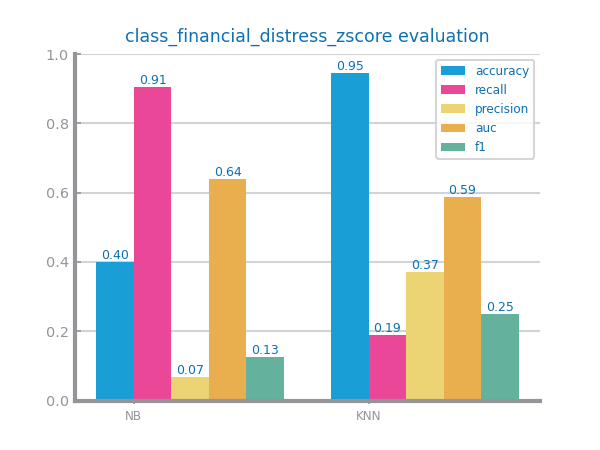 class_financial_distress_zscore evaluation
1.0
0.8
0.6
0.4
0.2
0.0
0.40
0.91
0.07
0.64
0.13
0.95
0.19
0.37
0.59
0.25
accuracy
recall
precision
auc
f1
NB
KNN